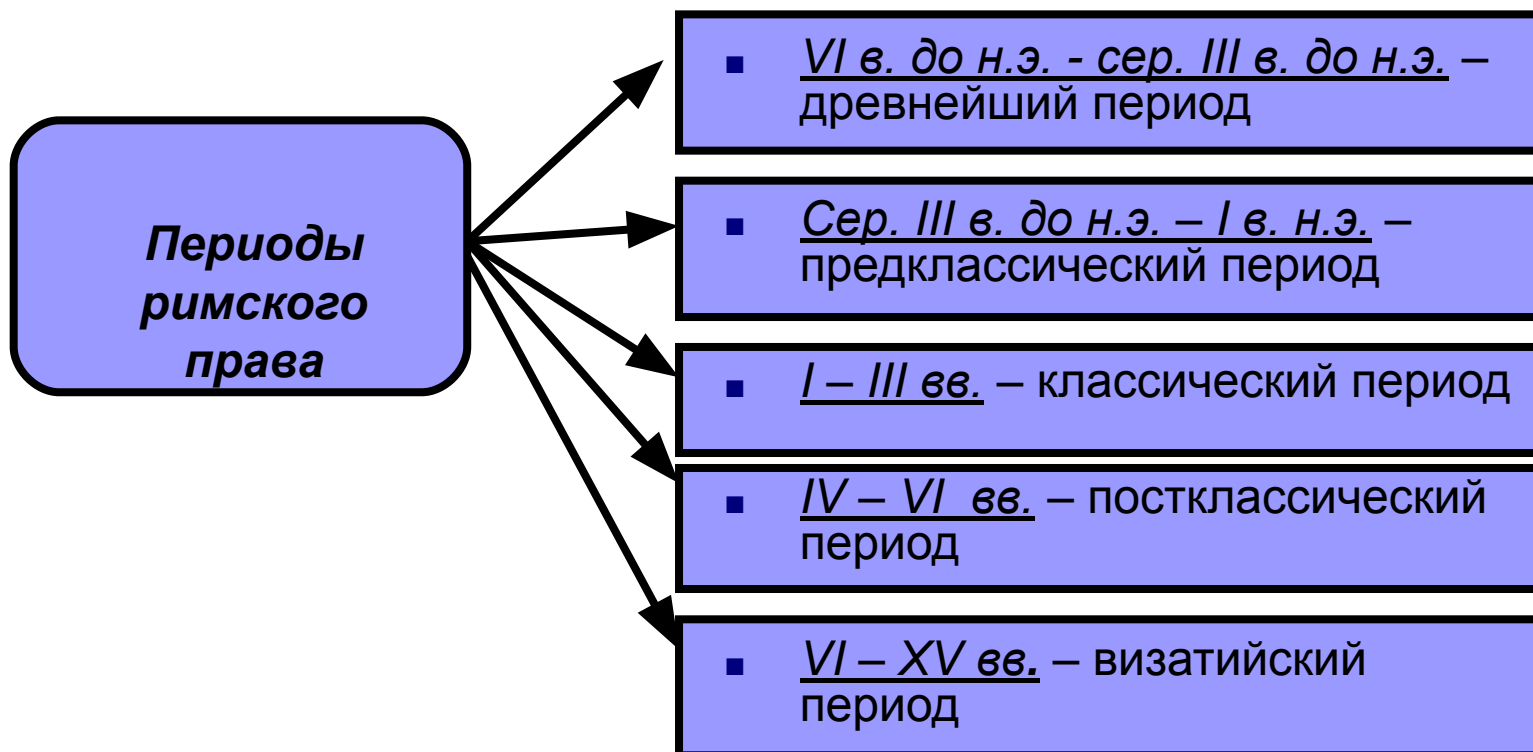 Периоды
римского
права
VI в. до н.э. - сер. III в. до н.э. –
древнейший период
Сер. III в. до н.э. – I в. н.э. –
предклассический период
I – III вв. – классический период
IV – VI вв. – постклассический
период
VI – XV вв. – визатийский
период